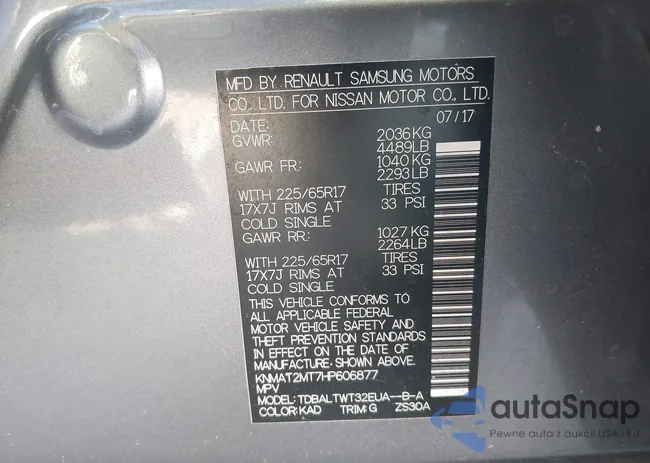 MFD BY RENAULT SAMSUNG MOTORS
CO., LTD. FOR NISSAN MOTOR CO., LTD.
DATE: 07/17
GVWR: 2036KG
4489LB
GAWR FR: 1040KG
2293LB
WITH 225/65R17 TIRES
17X7J RIMS AT 33 PSI
COLD SINGLE
GAWR RR: 1027 KG
2264LB
WITH 225/65R17 TIRES
17X7J RIMS AT 33 PSI
COLD SINGLE
THIS VEHICLE CONFORMS TO
ALL APPLICABLE FEDERAL
MOTOR VEHICLE SAFETY AND
THEFT PREVENTION STANDARDS
IN EFFECT ON THE DATE OF
MANUFACTURE SHOWN ABOVE.
KNMAT2MT7HP606877
MPV
MODEL:TDBALTWT32EUA--B-A
COLOR:KAD TRIM:G ZS30A
autoSnap
Pewne auta z aukcji USA i EU